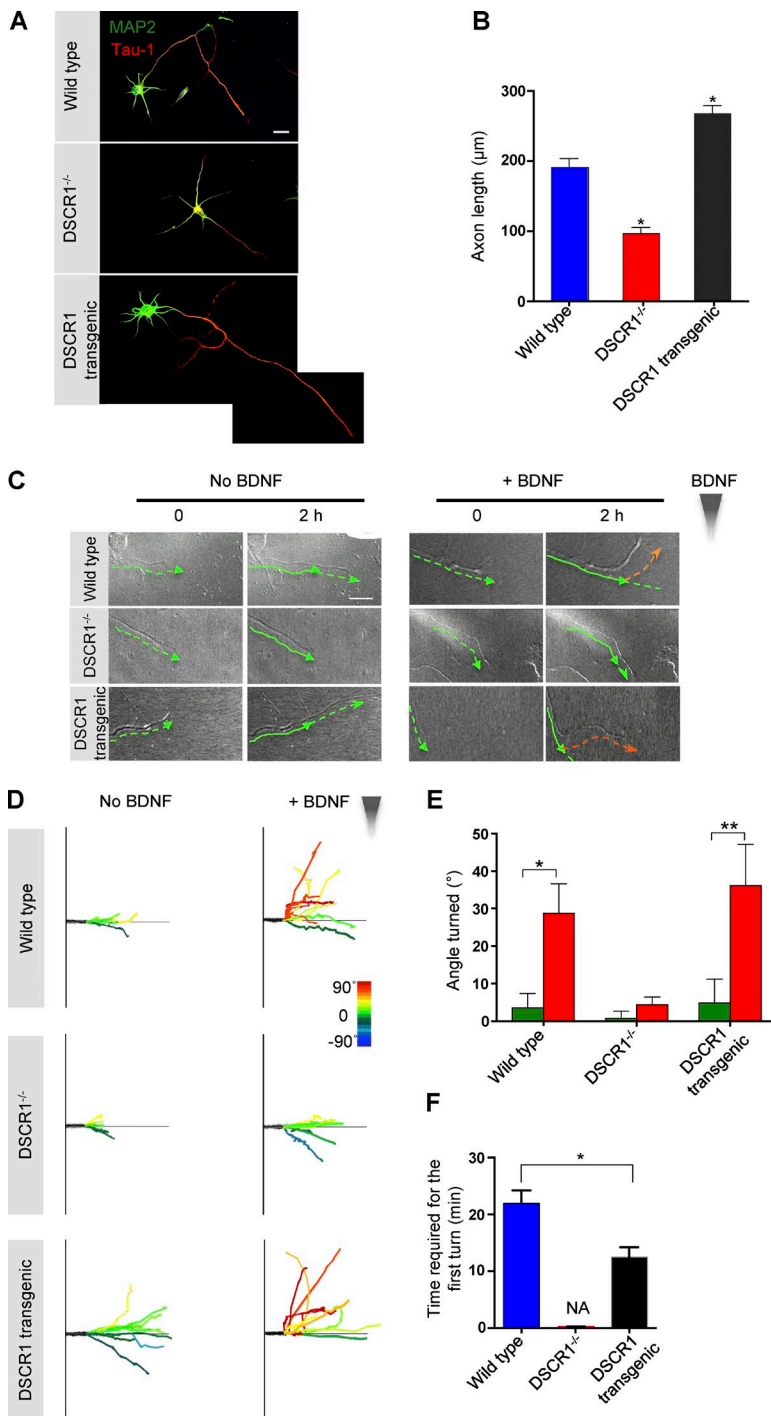 A
MAP2
Tau-1
Wild type
DSCR1-/-
DSCR1
transgenic
B
Axon length (µm)
300
200
100
0
*
*
Wild type
DSCR1-/-
DSCR1 transgenic
C
No BDNF
+ BDNF
BDNF
0
2 h
0
2 h
Wild type
DSCR1-/-
DSCR1
transgenic
D
No BDNF
+ BDNF
Wild type
DSCR1-/-
DSCR1 transgenic
90°
0
-90°
E
Angle turned (°)
50
40
30
20
10
0
*
**
Wild type
DSCR1-/-
DSCR1
transgenic
F
Time required for the
first turn (min)
30
20
10
0
*
NA
Wild type
DSCR1-/-
DSCR1
transgenic